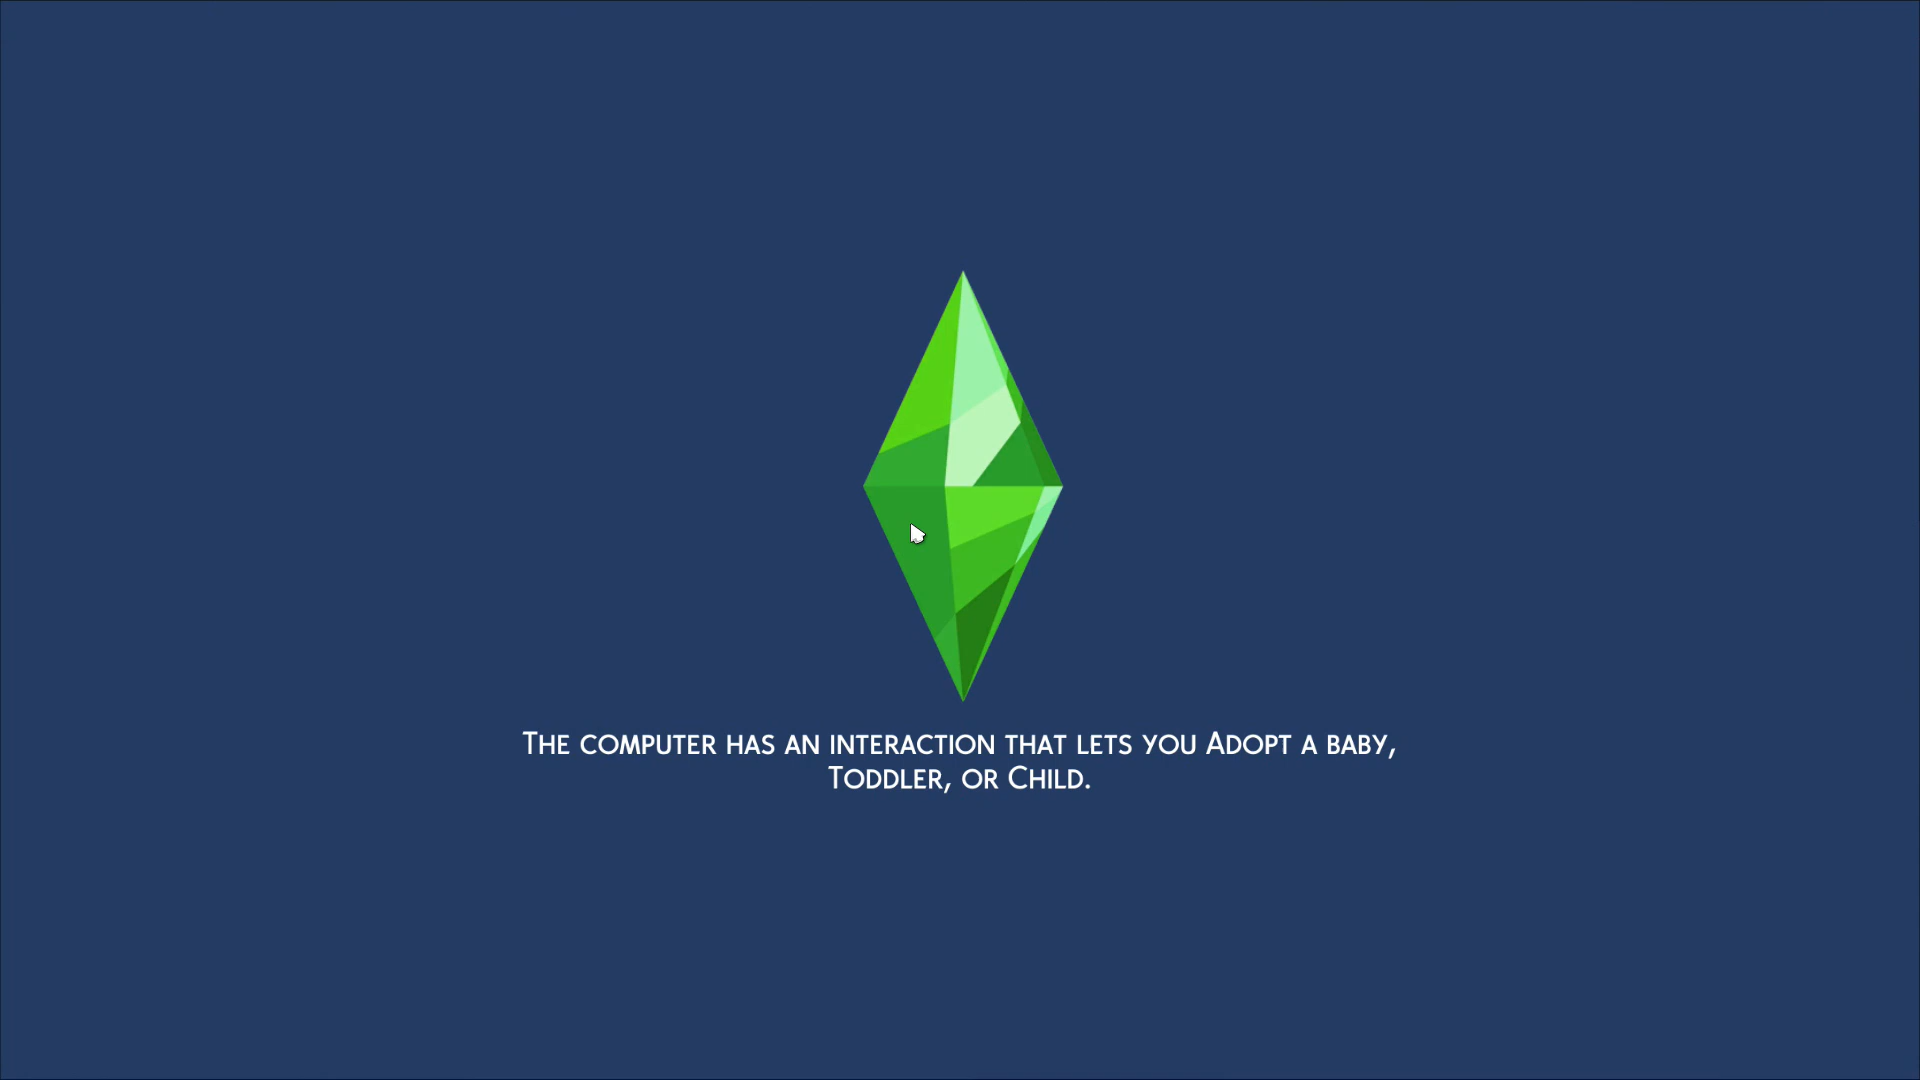 The computer has an interaction that lets you Adopt a baby,
Toddler, or Child.